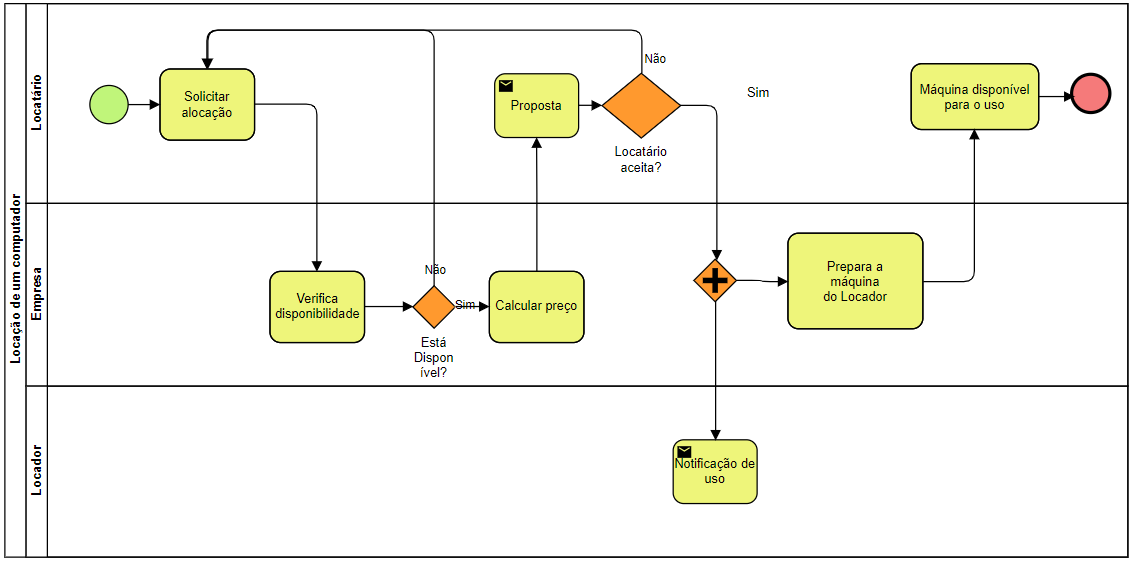 Locação de um computador
Locatário
Solicitar
alocação
Proposta
Não
Locatário
aceita?
Sim
Máquina disponível
para o uso
Empresa
Verifica
disponibilidade
Não
Está
Dispon
ível?
Sim
Calcular preço
Prepara a
máquina
do Locador
Locador
Notificação de
uso